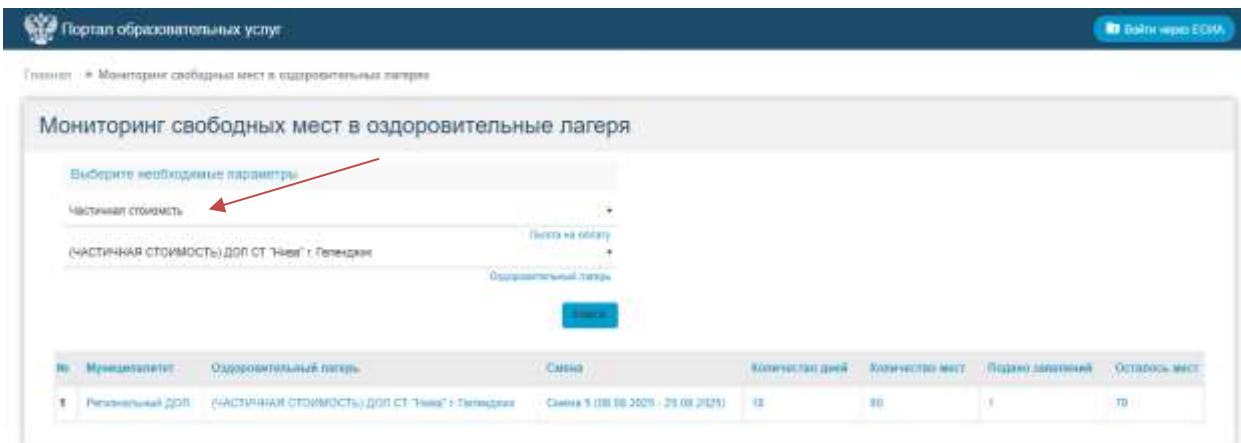 Портал образовательных услуг
Войти через ЕСИА
Главная » Мониторинг свободных мест в оздоровительных лагерях
Мониторинг свободных мест в оздоровительные лагеря
Выберите необходимые параметры
Частичная стоимость
Льгота на оплату
(ЧАСТИЧНАЯ СТОИМОСТЬ) ДОЛ СТ "Нива" г. Геленджик
Оздоровительный лагерь
№ Муниципалитет Оздоровительный лагерь Смена Количество дней Количество мест Подано заявлений Осталось мест
1 Региональный ДОЛ (ЧАСТИЧНАЯ СТОИМОСТЬ) ДОЛ СТ "Нива" г. Геленджик Смена 5 (08.08.2025 - 25.08.2025) 18 80 1 79